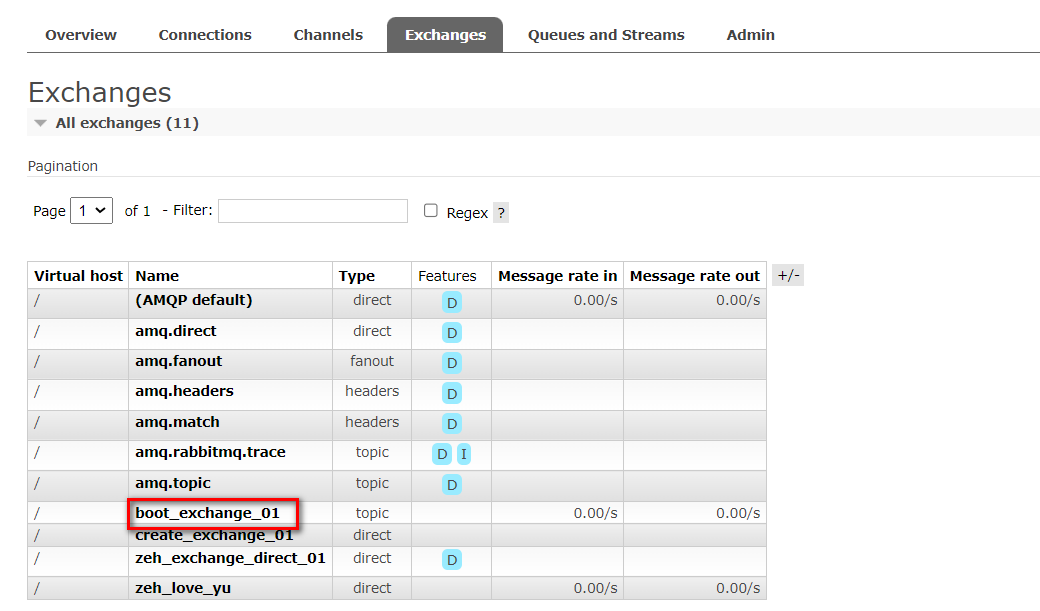 Overview Connections Channels Exchanges Queues and Streams Admin
Exchanges
All exchanges (11)
Pagination
Page 1 of 1 - Filter: Regex ?
Virtual host Name Type Features Message rate in Message rate out +/-
/ (AMQP default) direct D 0.00/s 0.00/s
/ amq.direct direct D
/ amq.fanout fanout D
/ amq.headers headers D
/ amq.match headers D
/ amq.rabbitmq.trace topic D I
/ amq.topic topic D
/ boot_exchange_01 topic 0.00/s 0.00/s
/ create_exchange_01 direct
/ zeh_exchange_direct_01 direct D
/ zeh_love_yu direct 0.00/s 0.00/s